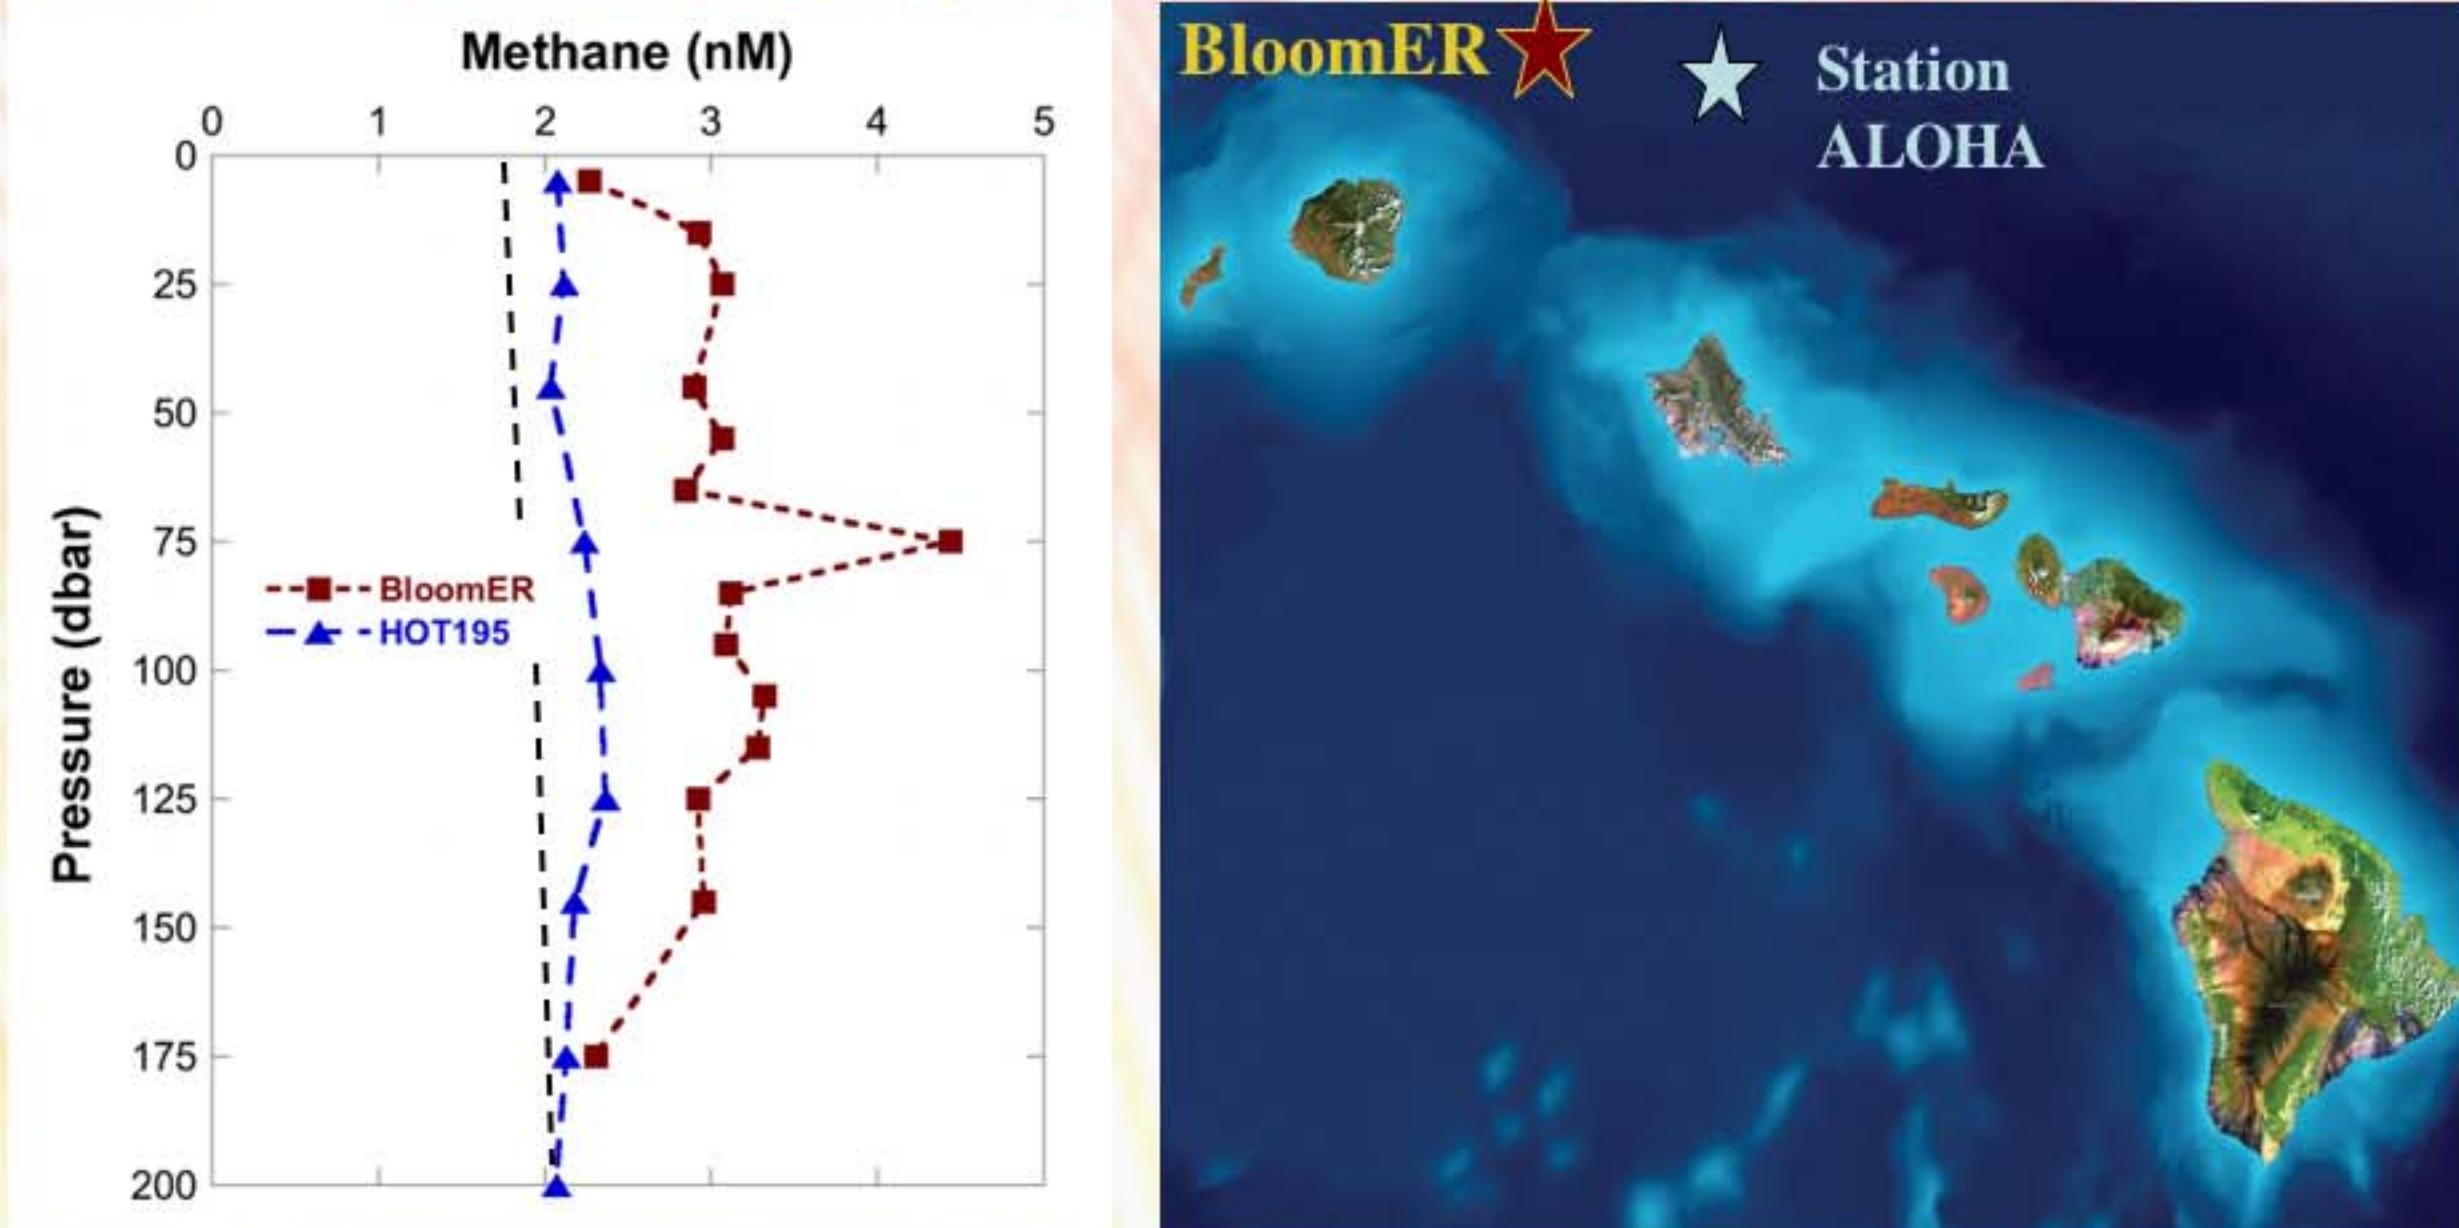 Methane (nM)
0 1 2 3 4 5
0
25
50
75
100
125
150
175
200
Pressure (dbar)
BloomER
HOT195
BloomER
Station
ALOHA